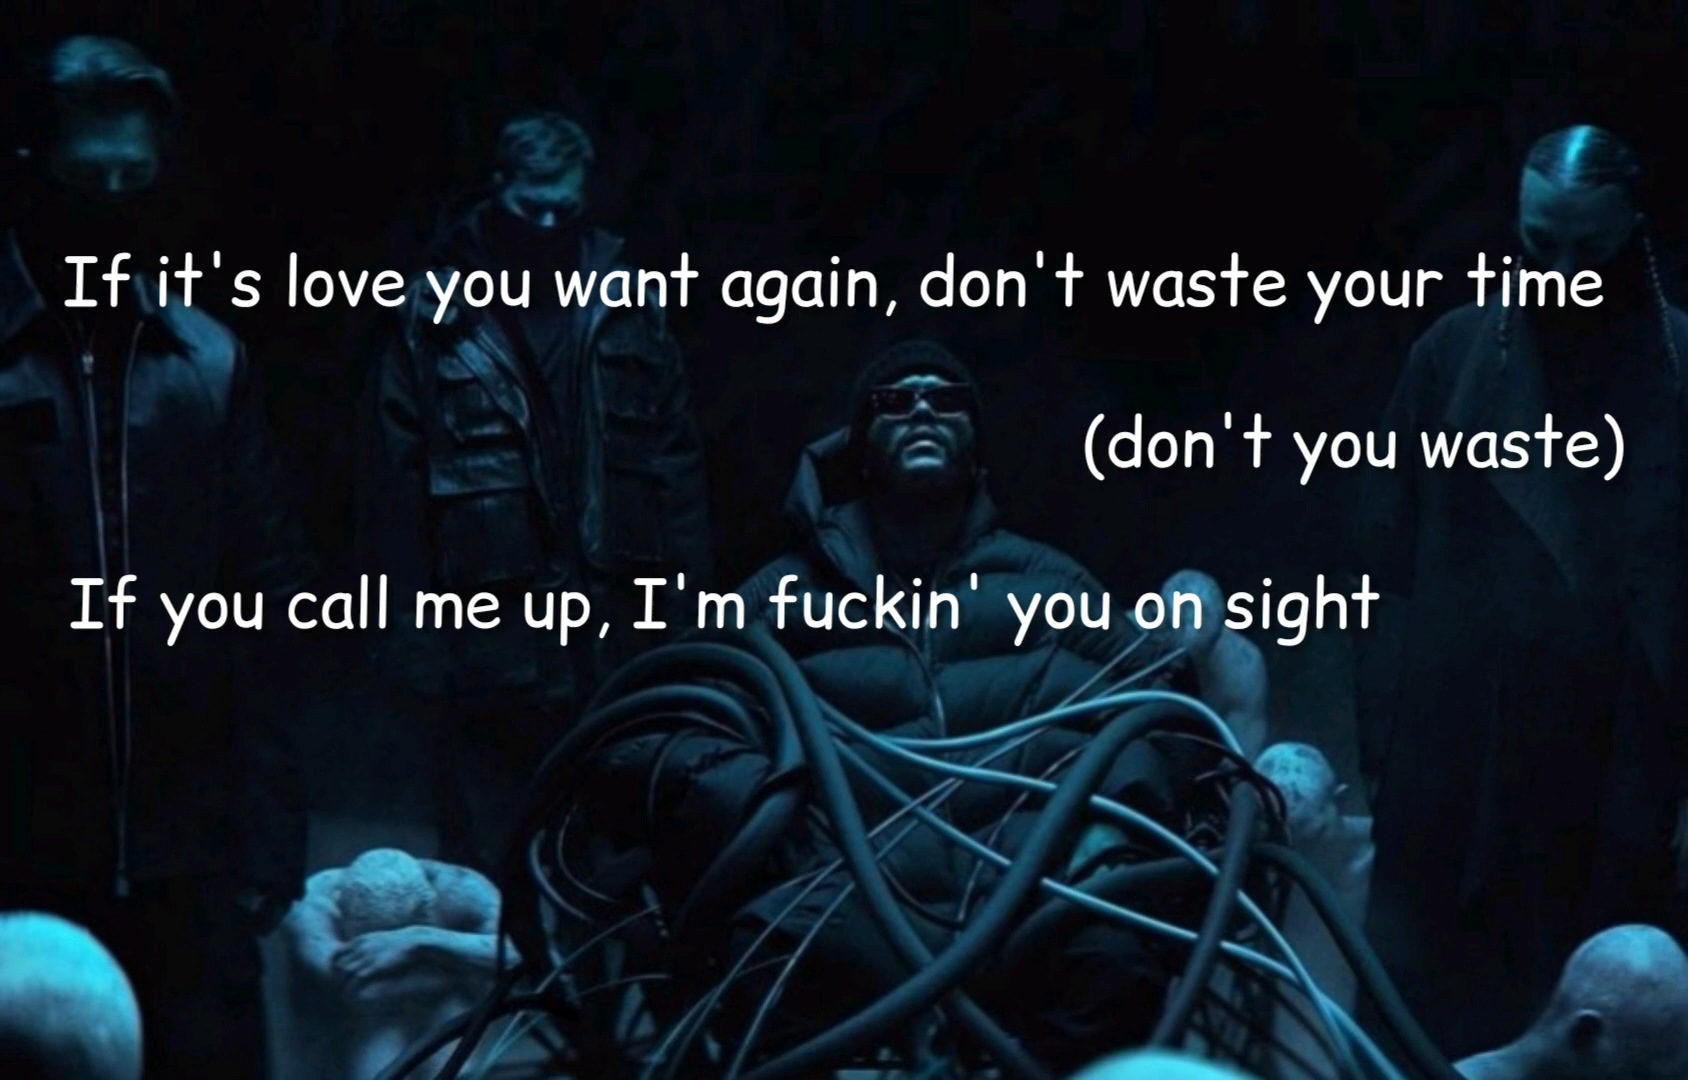 If it's love you want again, don't waste your time
(don't you waste)
If you call me up, I'm fuckin' you on sight